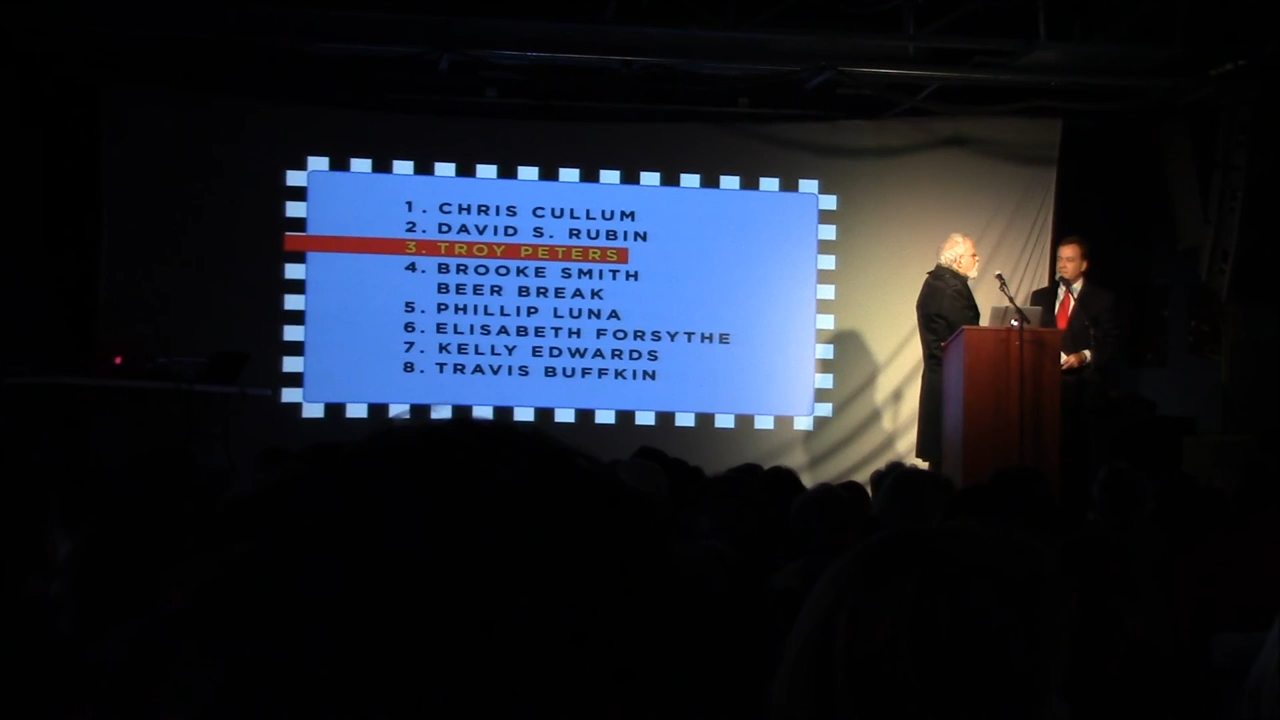 1. CHRIS CULLUM
2. DAVID S. RUBIN
3. TROY PETERS
4. BROOKE SMITH
BEER BREAK
5. PHILLIP LUNA
6. ELISABETH FORSYTHE
7. KELLY EDWARDS
8. TRAVIS BUFFKIN